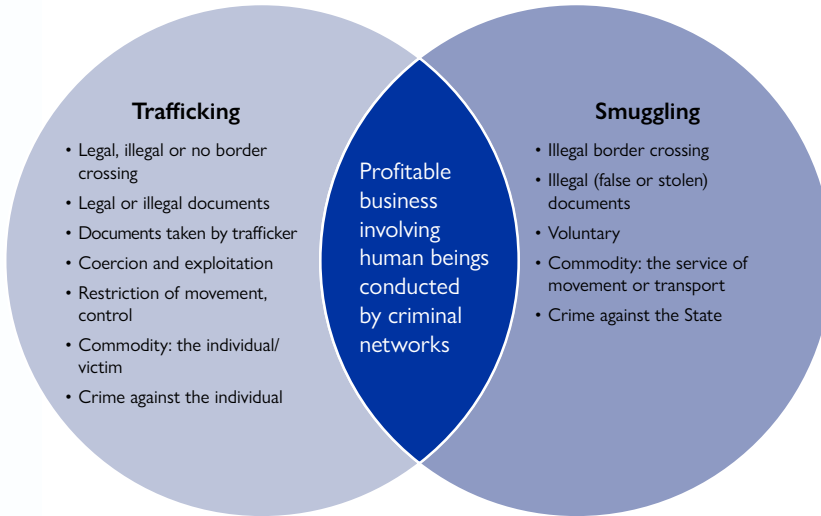 Trafficking
• Legal, illegal or no border
crossing
• Legal or illegal documents
• Documents taken by trafficker
• Coercion and exploitation
• Restriction of movement,
control
• Commodity: the individual/
victim
• Crime against the individual
Profitable
business
involving
human beings
conducted
by criminal
networks
Smuggling
• Illegal border crossing
• Illegal (false or stolen)
documents
• Voluntary
• Commodity: the service of
movement or transport
• Crime against the State